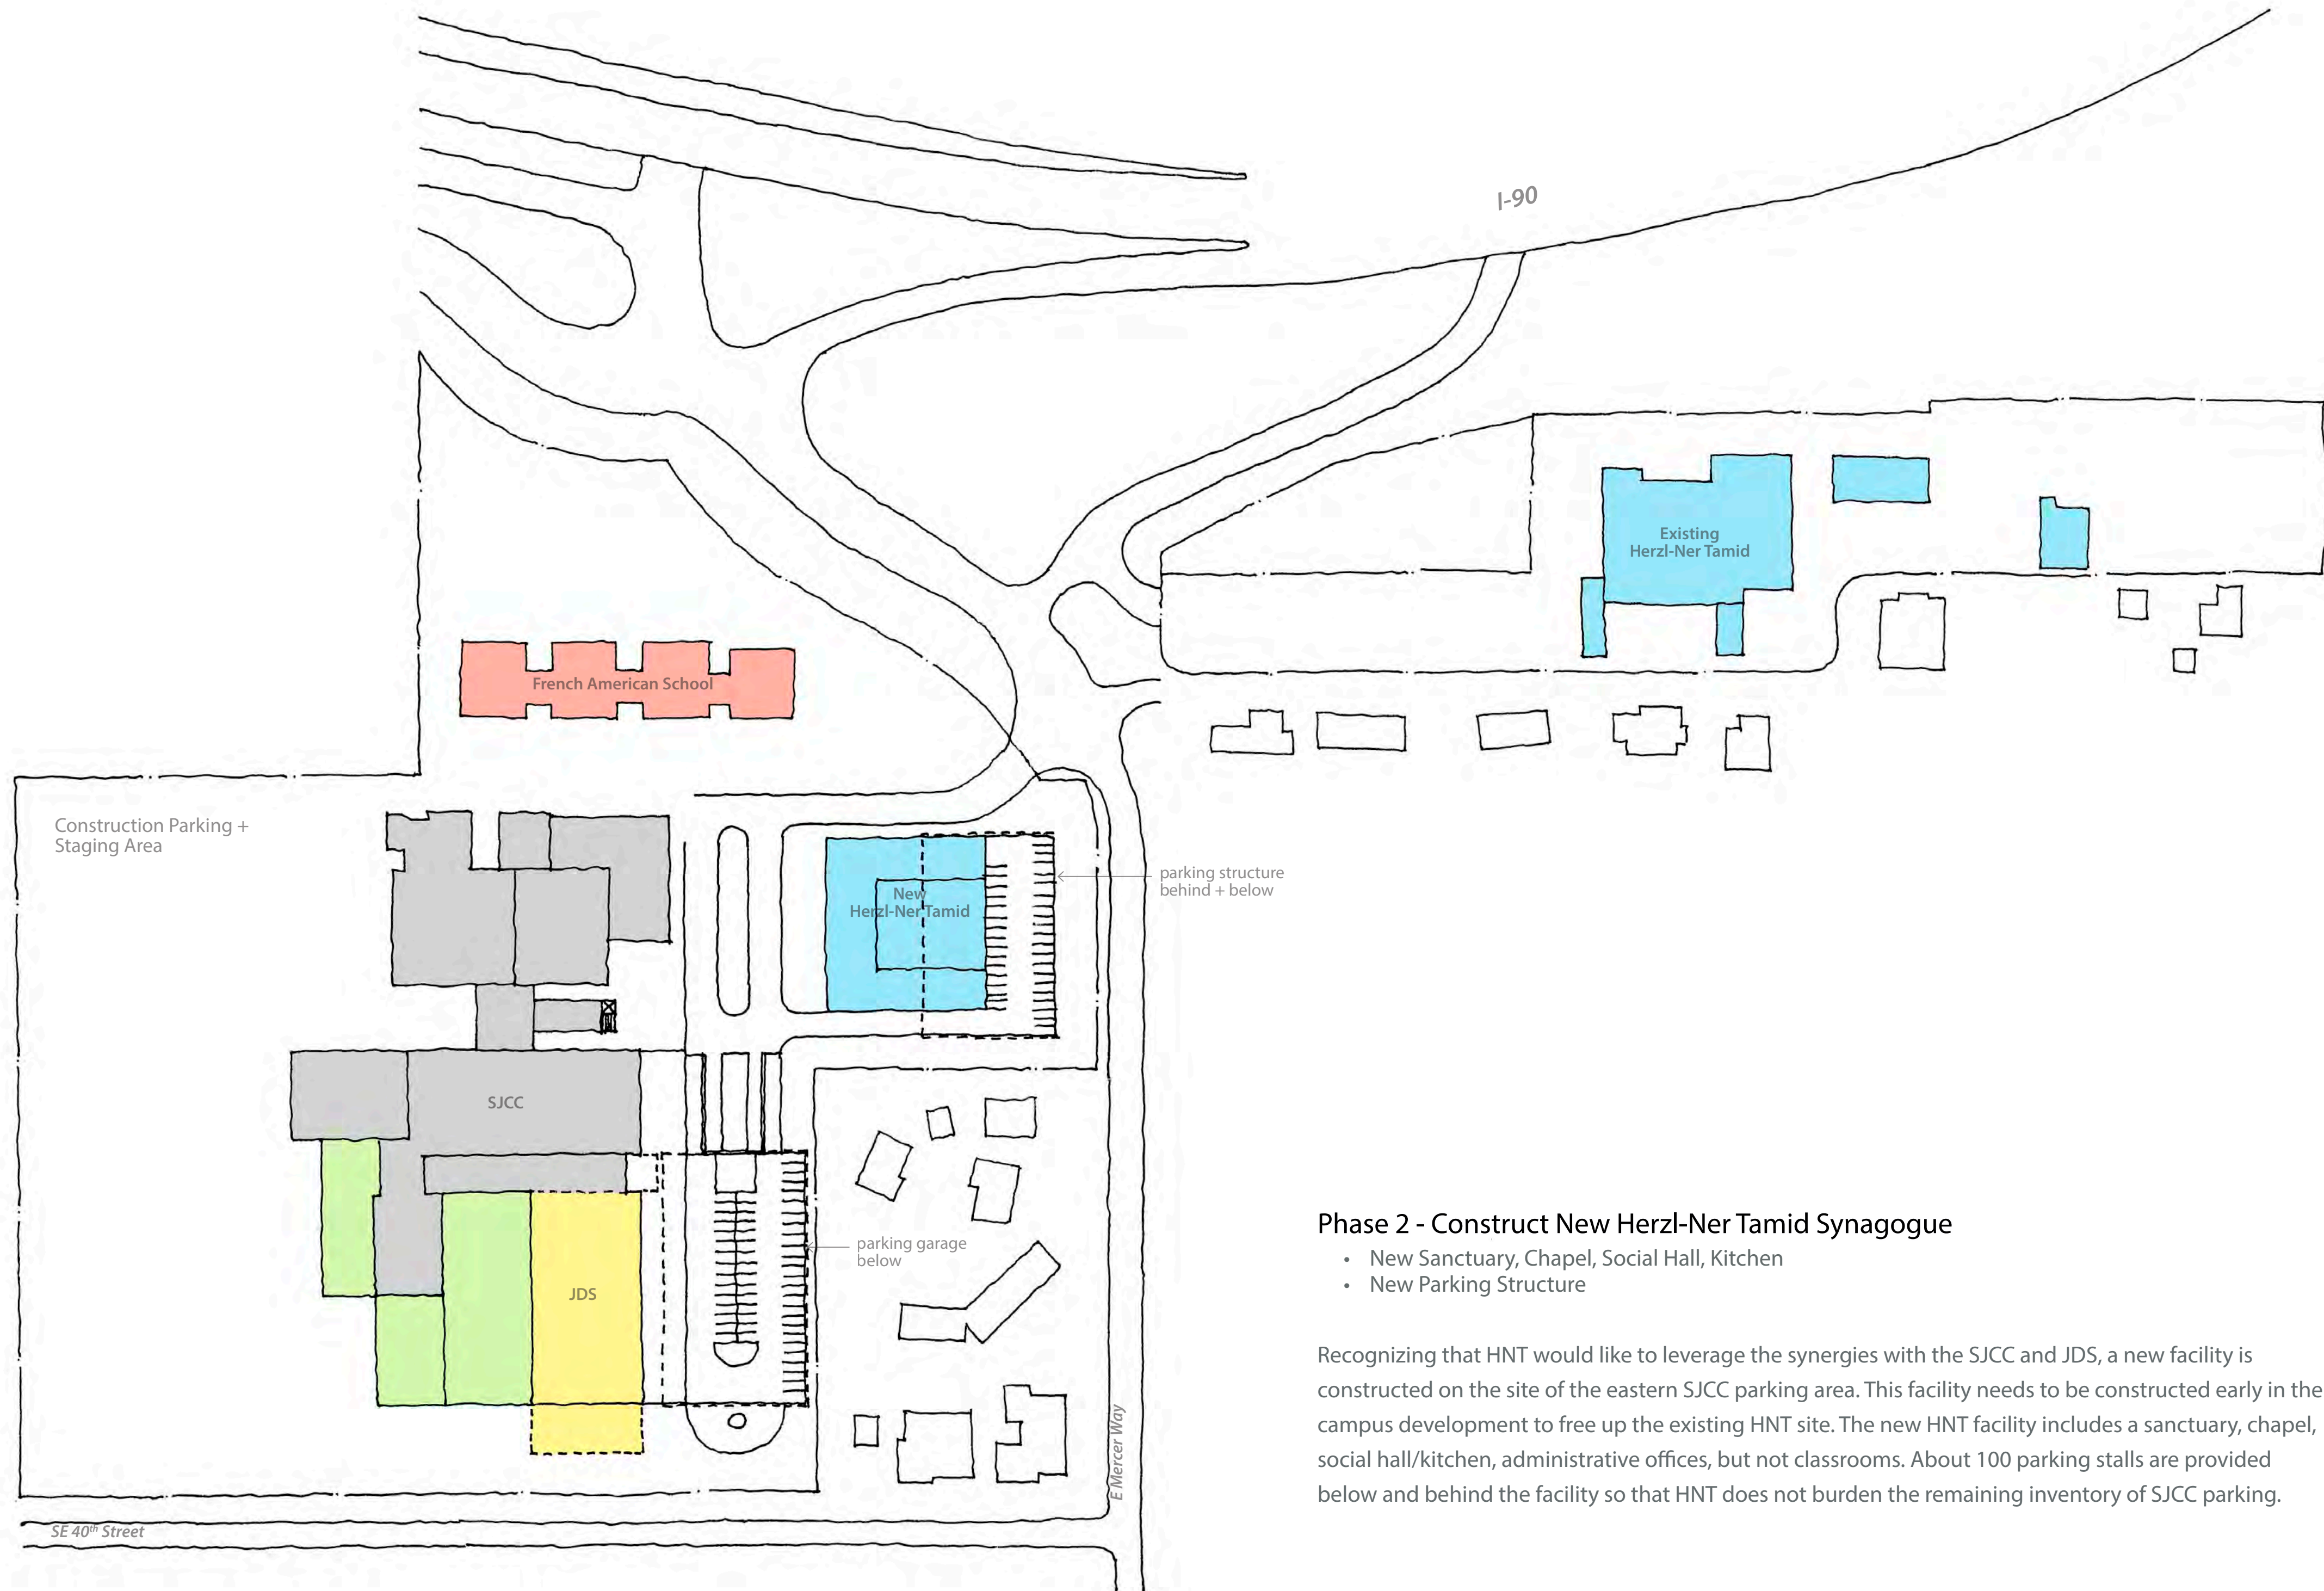 I-90
Existing
Herzl-Ner Tamid
French American School
Construction Parking +
Staging Area
New
Herzl-Ner Tamid
parking structure
behind + below
SJCC
parking garage
below
JDS
E Mercer Way
SE 40th Street
Phase 2 - Construct New Herzl-Ner Tamid Synagogue
• New Sanctuary, Chapel, Social Hall, Kitchen
• New Parking Structure
Recognizing that HNT would like to leverage the synergies with the SJCC and JDS, a new facility is
constructed on the site of the eastern SJCC parking area. This facility needs to be constructed early in the
campus development to free up the existing HNT site. The new HNT facility includes a sanctuary, chapel,
social hall/kitchen, administrative offices, but not classrooms. About 100 parking stalls are provided
below and behind the facility so that HNT does not burden the remaining inventory of SJCC parking.